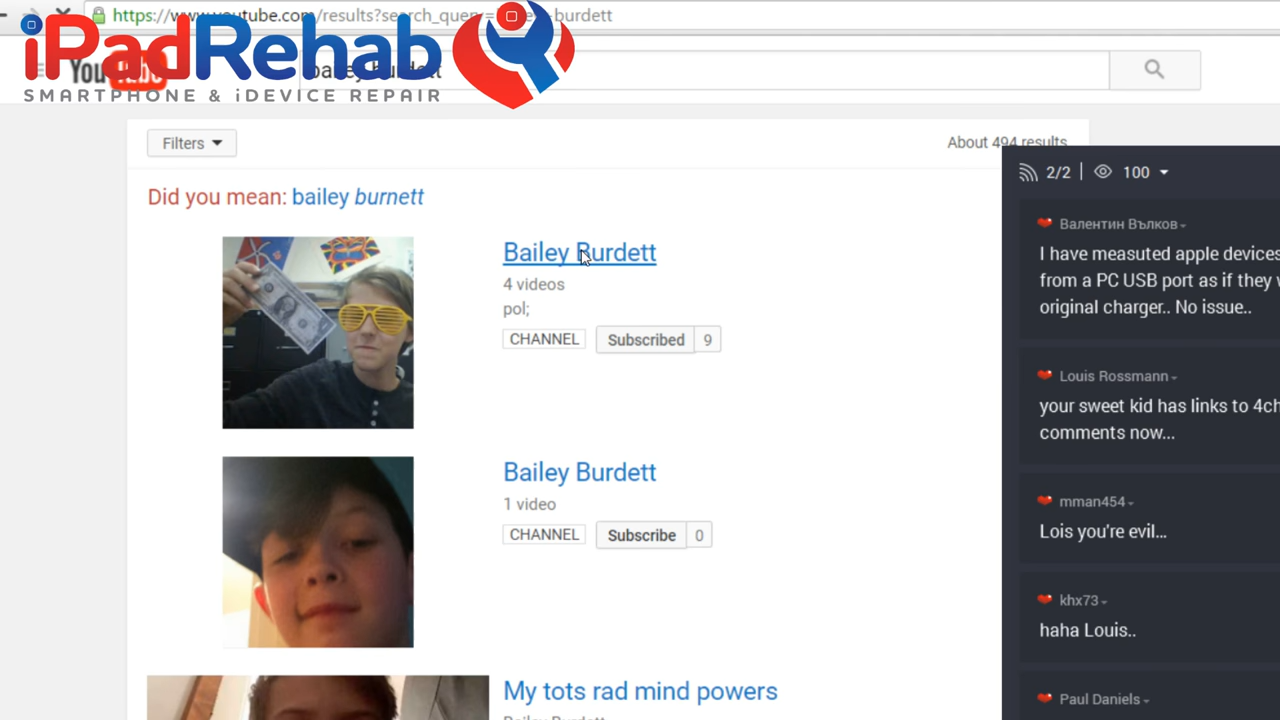 https://www.youtube.com/results?search_query= burdett
iPadRehab
SMARTPHONE & iDEVICE REPAIR
Filters
About 494 results
Did you mean: bailey burnett
Bailey Burdett
4 videos
pol;
CHANNEL Subscribed 9
Bailey Burdett
1 video
CHANNEL Subscribe 0
My tots rad mind powers
Bailey Burdett
2/2 | 100
Валентин Вълков
I have measuted apple devices
from a PC USB port as if they
original charger.. No issue..
Louis Rossmann
your sweet kid has links to 4ch
comments now...
mman454
Lois you're evil...
khx73
haha Louis..
Paul Daniels